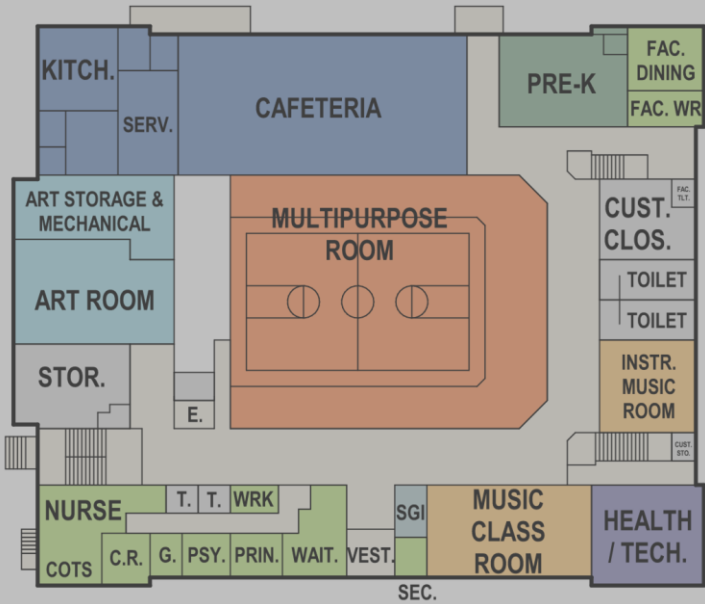 KITCH.
SERV.
CAFETERIA
PRE-K
FAC.
DINING
FAC. WR
ART STORAGE &
MECHANICAL
MULTIPURPOSE
ROOM
FAC.
TLT.
CUST.
CLOS.
TOILET
TOILET
ART ROOM
STOR.
E.
INSTR.
MUSIC
ROOM
CUST.
STO.
NURSE
COTS
T.
T.
WRK
C.R.
G.
PSY.
PRIN.
WAIT.
VEST.
SGI
MUSIC
CLASS
ROOM
HEALTH
/ TECH.
SEC.